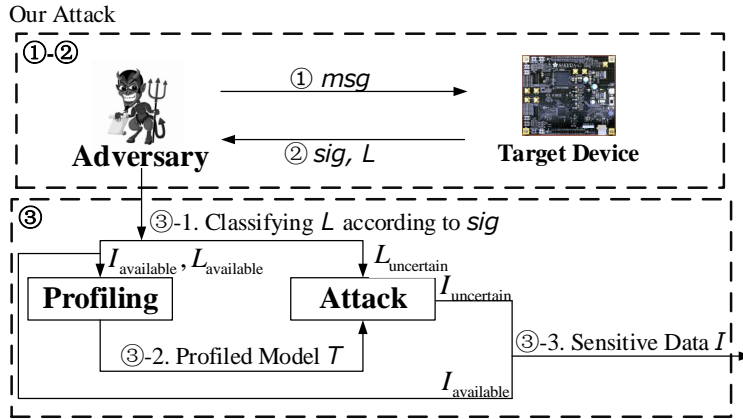 Our Attack
①-②
① msg
② sig, L
Adversary
Target Device
③
③-1. Classifying L according to sig
I_available, L_available
L_uncertain
Profiling
Attack
I_uncertain
③-2. Profiled Model T
③-3. Sensitive Data I
I_available